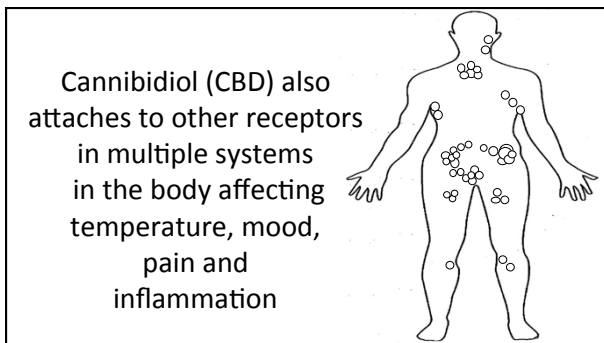 Cannibidiol (CBD) also
attaches to other receptors
in multiple systems
in the body affecting
temperature, mood,
pain and
inflammation